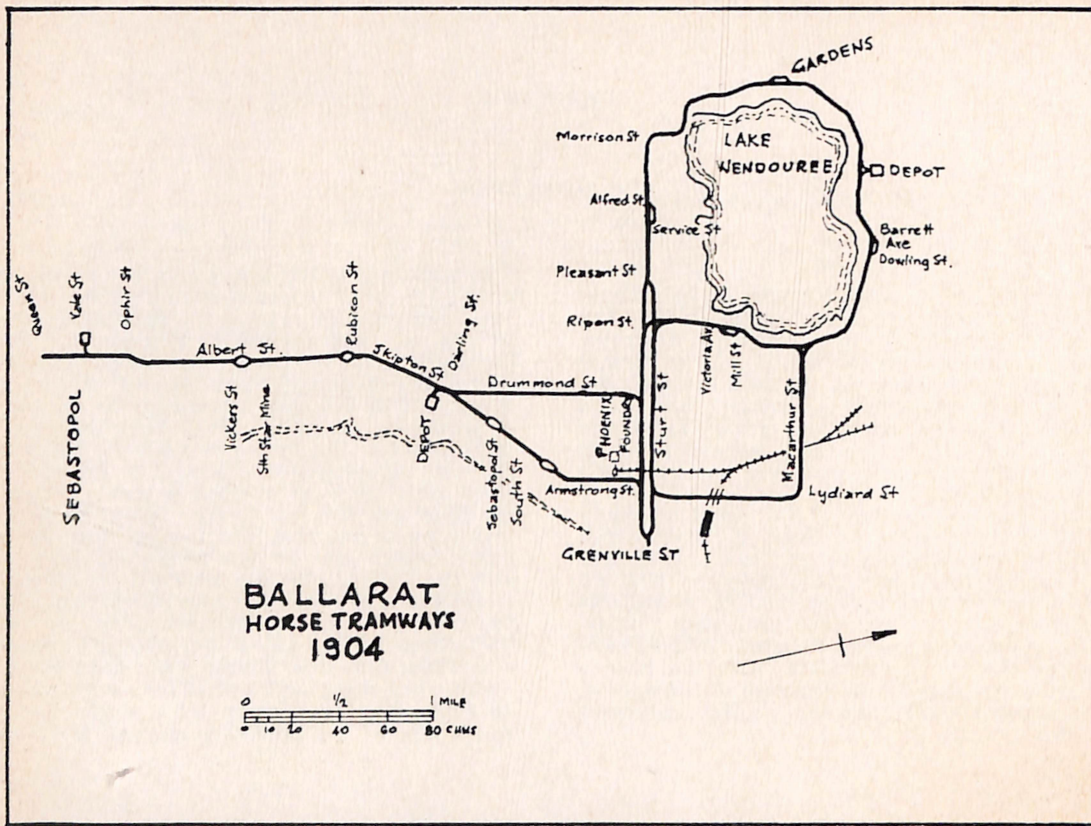 GARDENS
Morrison St
LAKE
WENDOUREE
DEPOT
Alfred St
Service St
Barrett
Ave
Dowling St.
Pleasant St
Queen St
Yale St
Ophir St
Rubicon St
Darling St.
Ripon St.
Victoria Av
Mill St
Albert St.
Skipton St
Drummond St
Sturt St
Macarthur St
PHOENIX
FOUNDRY
Vickers St
Sth Star Mine
DEPOT
SEBASTOPOL
Sebastopol St
South St
Armstrong St.
Lydiard St
GRENVILLE ST
BALLARAT
HORSE TRAMWAYS
1904
0 1/2 1 MILE
0 10 20 40 60 80 CHNS